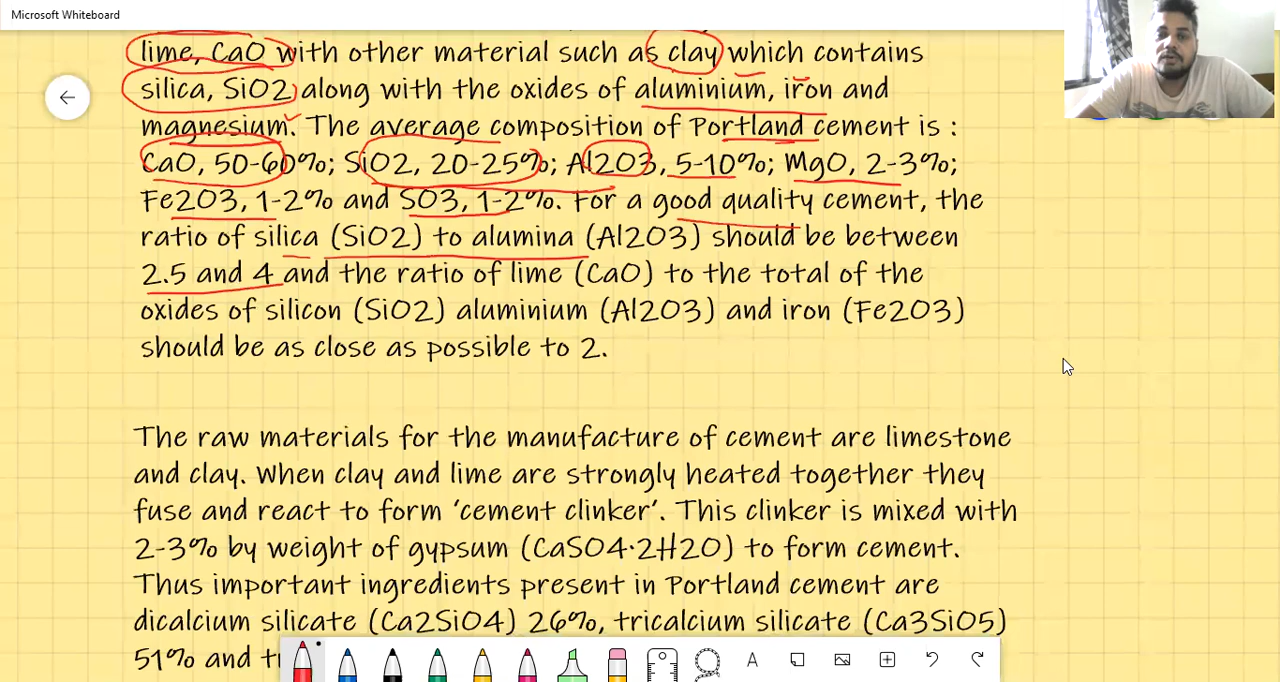 Microsoft Whiteboard
lime, CaO with other material such as clay which contains
silica, SiO2 along with the oxides of aluminium, iron and
magnesium. The average composition of Portland cement is :
CaO, 50-60%; SiO2, 20-25%; Al2O3, 5-10%; MgO, 2-3%;
Fe2O3, 1-2% and SO3, 1-2%. For a good quality cement, the
ratio of silica (SiO2) to alumina (Al2O3) should be between
2.5 and 4 and the ratio of lime (CaO) to the total of the
oxides of silicon (SiO2) aluminium (Al2O3) and iron (Fe2O3)
should be as close as possible to 2.
The raw materials for the manufacture of cement are limestone
and clay. When clay and lime are strongly heated together they
fuse and react to form 'cement clinker'. This clinker is mixed with
2-3% by weight of gypsum (CaSO4·2H2O) to form cement.
Thus important ingredients present in Portland cement are
dicalcium silicate (Ca2SiO4) 26%, tricalcium silicate (Ca3SiO5)
51% and
A